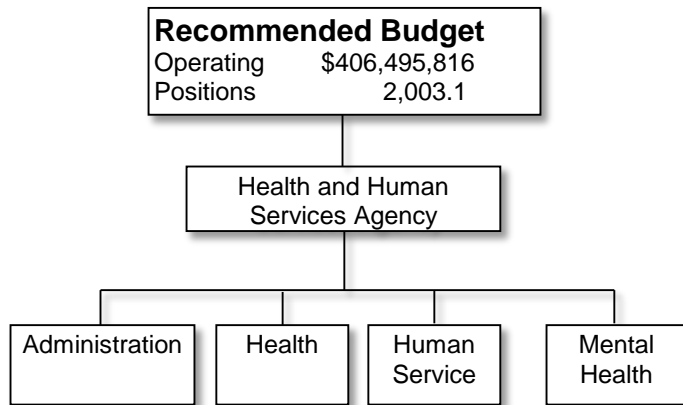 Recommended Budget
Operating $406,495,816
Positions 2,003.1
Health and Human
Services Agency
Administration
Health
Human
Service
Mental
Health